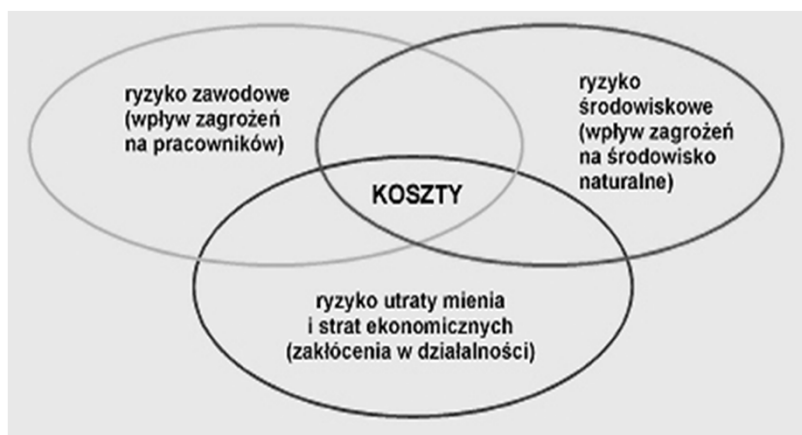 ryzyko zawodowe
(wpływ zagrożeń
na pracowników)
ryzyko
środowiskowe
(wpływ zagrożeń
na środowisko
naturalne)
KOSZTY
ryzyko utraty mienia
i strat ekonomicznych
(zakłócenia w działalności)